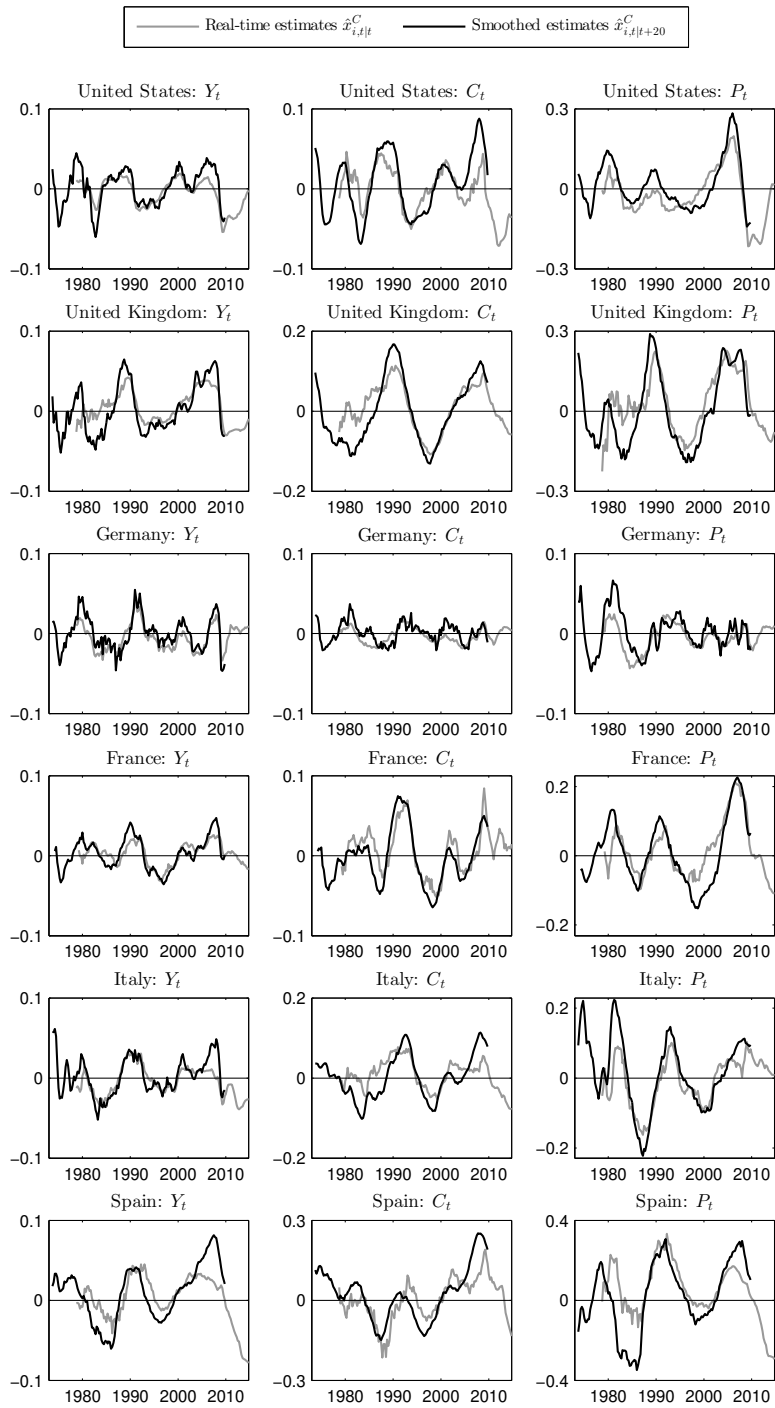 Real-time estimates x̂^C_{i,t|t} Smoothed estimates x̂^C_{i,t|t+20}
United States: Y_t United States: C_t United States: P_t
0.1 0.1 0.3
0 0 0
−0.1 −0.1 −0.3
1980 1990 2000 2010 1980 1990 2000 2010 1980 1990 2000 2010
United Kingdom: Y_t United Kingdom: C_t United Kingdom: P_t
0.1 0.2 0.3
0 0 0
−0.1 −0.2 −0.3
1980 1990 2000 2010 1980 1990 2000 2010 1980 1990 2000 2010
Germany: Y_t Germany: C_t Germany: P_t
0.1 0.1 0.1
0 0 0
−0.1 −0.1 −0.1
1980 1990 2000 2010 1980 1990 2000 2010 1980 1990 2000 2010
France: Y_t France: C_t France: P_t
0.1 0.1 0.2
0 0 0
−0.1 −0.1 −0.2
1980 1990 2000 2010 1980 1990 2000 2010 1980 1990 2000 2010
Italy: Y_t Italy: C_t Italy: P_t
0.1 0.2 0.2
0 0 0
−0.1 −0.2 −0.2
1980 1990 2000 2010 1980 1990 2000 2010 1980 1990 2000 2010
Spain: Y_t Spain: C_t Spain: P_t
0.1 0.3 0.4
0 0 0
−0.1 −0.3 −0.4
1980 1990 2000 2010 1980 1990 2000 2010 1980 1990 2000 2010